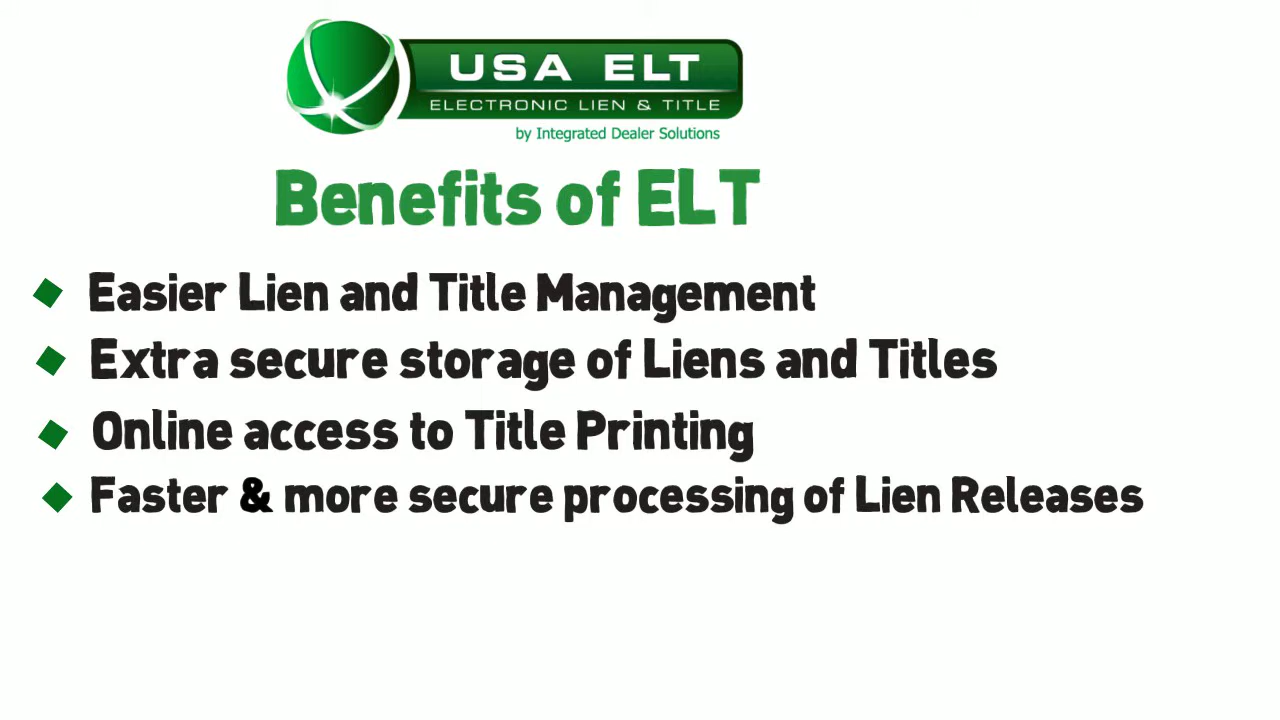 USA ELT
ELECTRONIC LIEN & TITLE
by Integrated Dealer Solutions
Benefits of ELT
Easier Lien and Title Management
Extra secure storage of Liens and Titles
Online access to Title Printing
Faster & more secure processing of Lien Releases